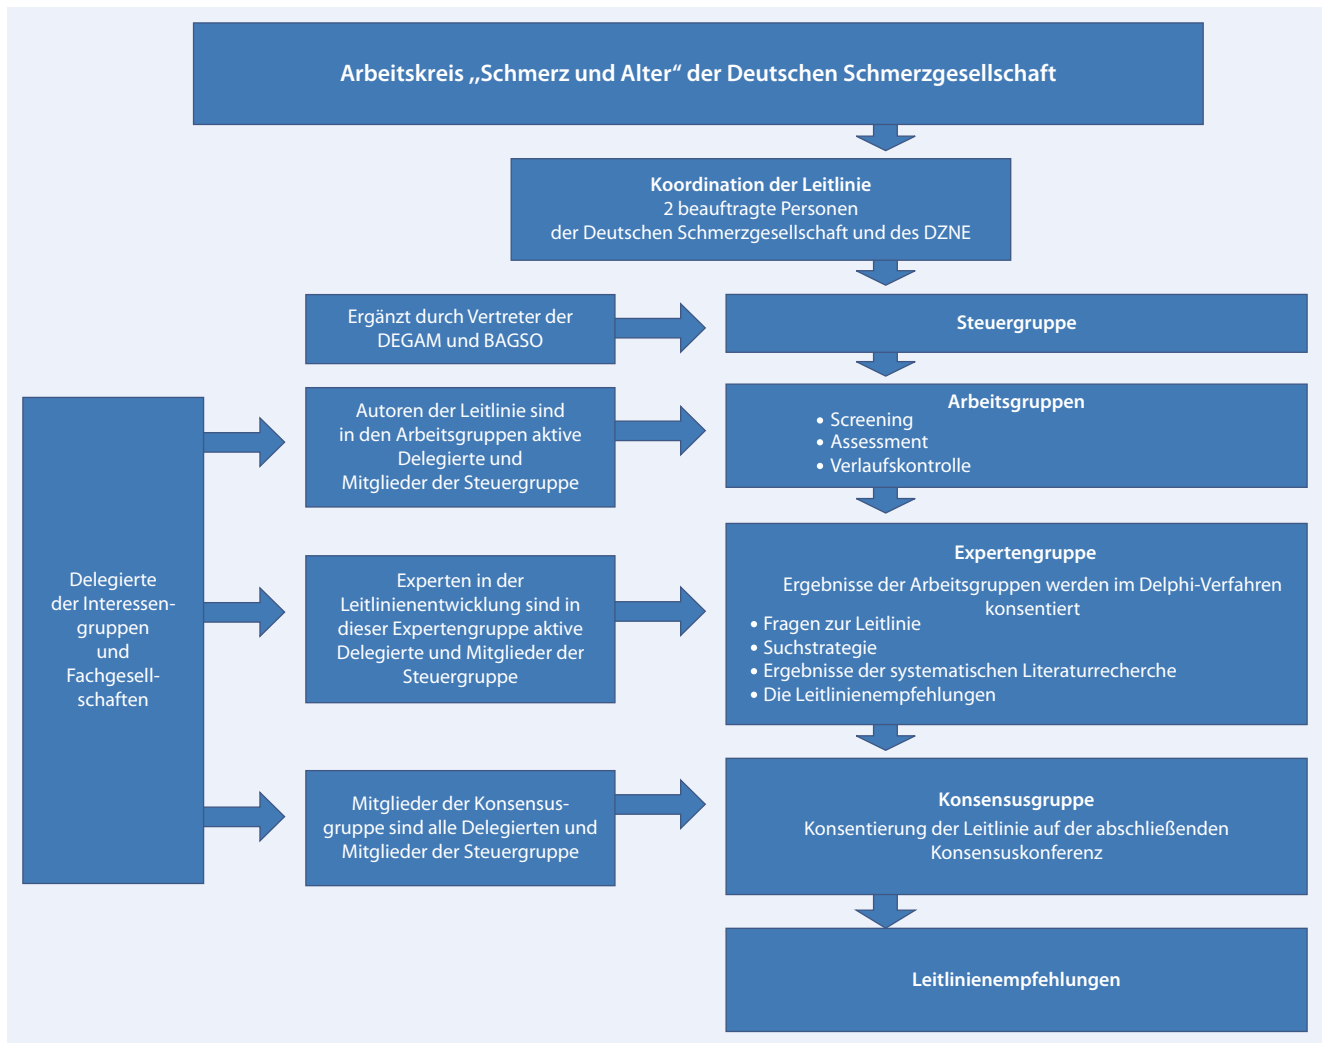 Arbeitskreis „Schmerz und Alter“ der Deutschen Schmerzgesellschaft
Koordination der Leitlinie
2 beauftragte Personen
der Deutschen Schmerzgesellschaft und des DZNE
Ergänzt durch Vertreter der
DEGAM und BAGSO
Steuergruppe
Autoren der Leitlinie sind
in den Arbeitsgruppen aktive
Delegierte und
Mitglieder der Steuergruppe
Arbeitsgruppen
• Screening
• Assessment
• Verlaufskontrolle
Delegierte
der Interessen-
gruppen
und
Fachgesell-
schaften
Experten in der
Leitlinienentwicklung sind in
dieser Expertengruppe aktive
Delegierte und Mitglieder der
Steuergruppe
Expertengruppe
Ergebnisse der Arbeitsgruppen werden im Delphi-Verfahren
konsentiert
• Fragen zur Leitlinie
• Suchstrategie
• Ergebnisse der systematischen Literaturrecherche
• Die Leitlinienempfehlungen
Mitglieder der Konsensus-
gruppe sind alle Delegierten und
Mitglieder der Steuergruppe
Konsensusgruppe
Konsentierung der Leitlinie auf der abschließenden
Konsensuskonferenz
Leitlinienempfehlungen